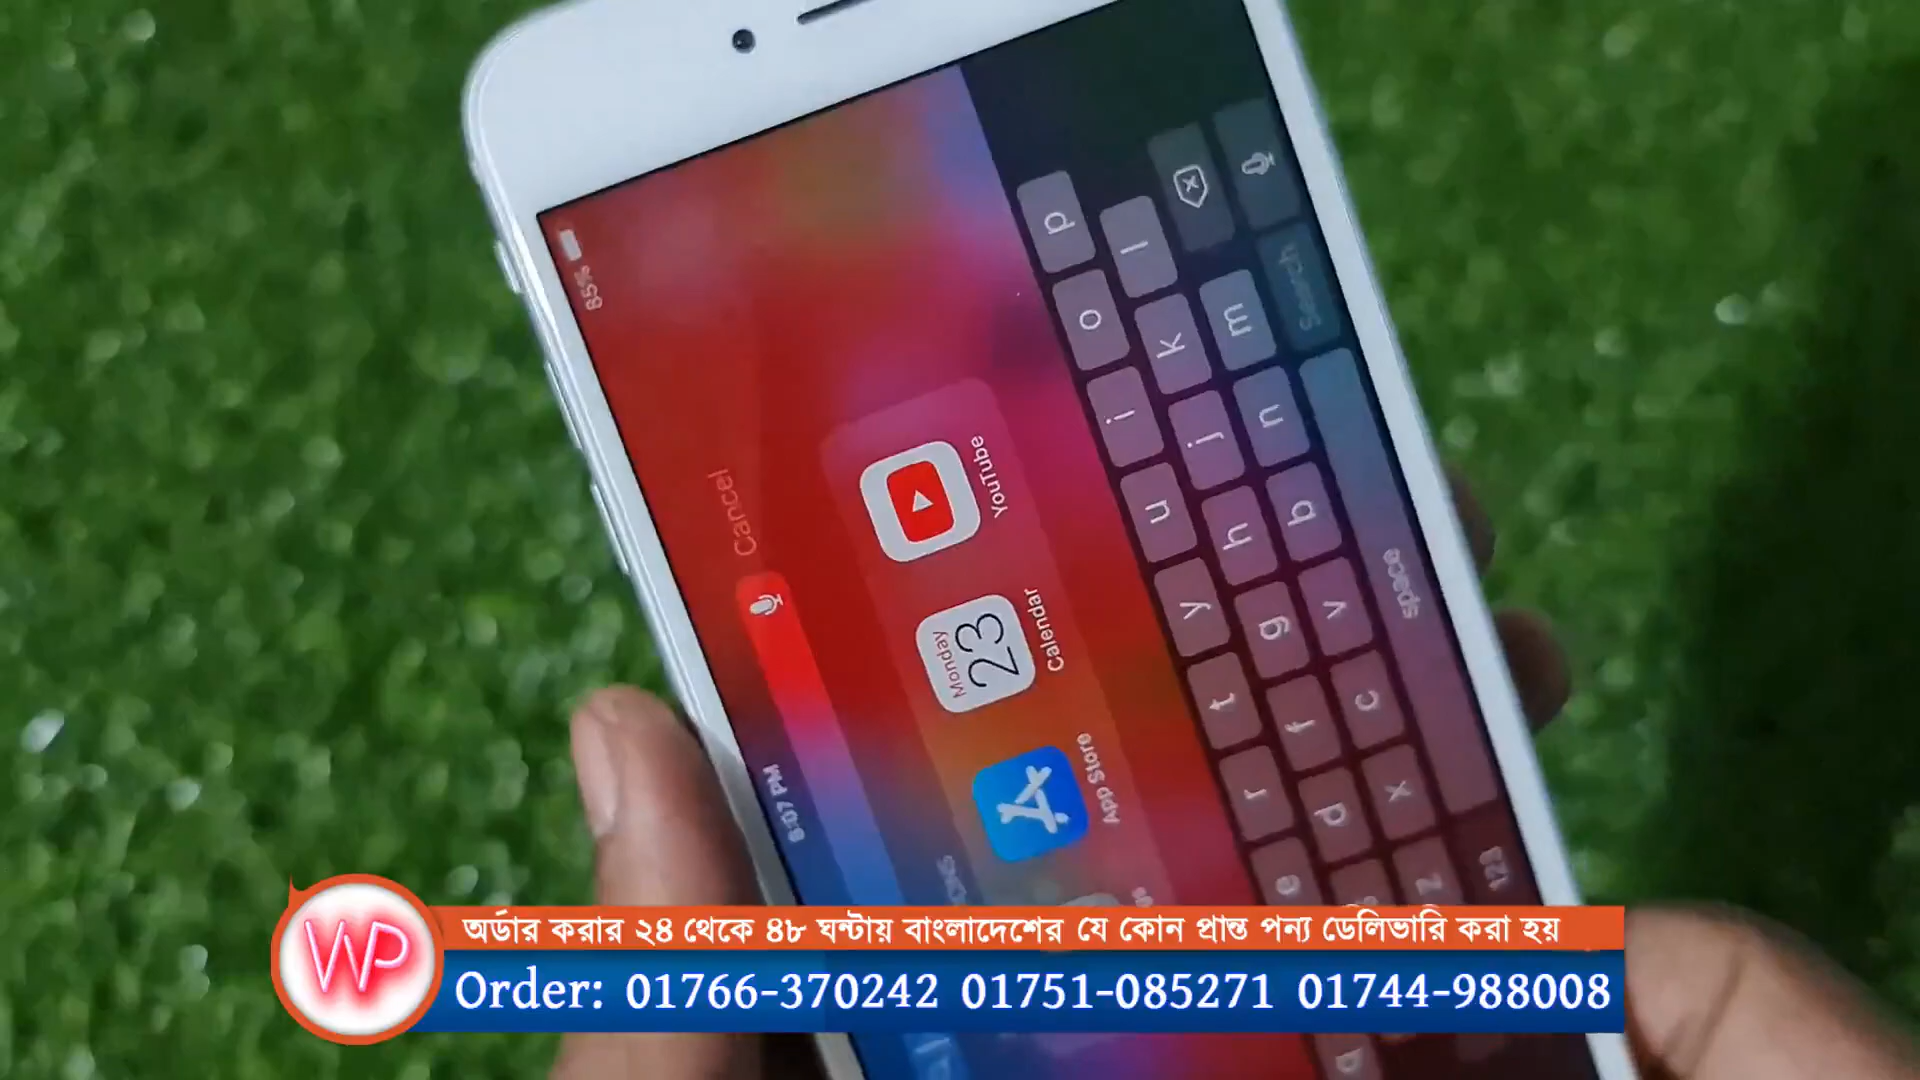 85%
8:07 PM
Cancel
YouTube
Monday
23
Calendar
App Store
p
o
i
u
y
t
r
e
q
l
k
j
h
g
f
d
m
n
b
v
c
x
z
Search
space
123
WP
অর্ডার করার ২৪ থেকে ৪৮ ঘন্টায় বাংলাদেশের যে কোন প্রান্ত পন্য ডেলিভারি করা হয়
Order: 01766-370242 01751-085271 01744-988008